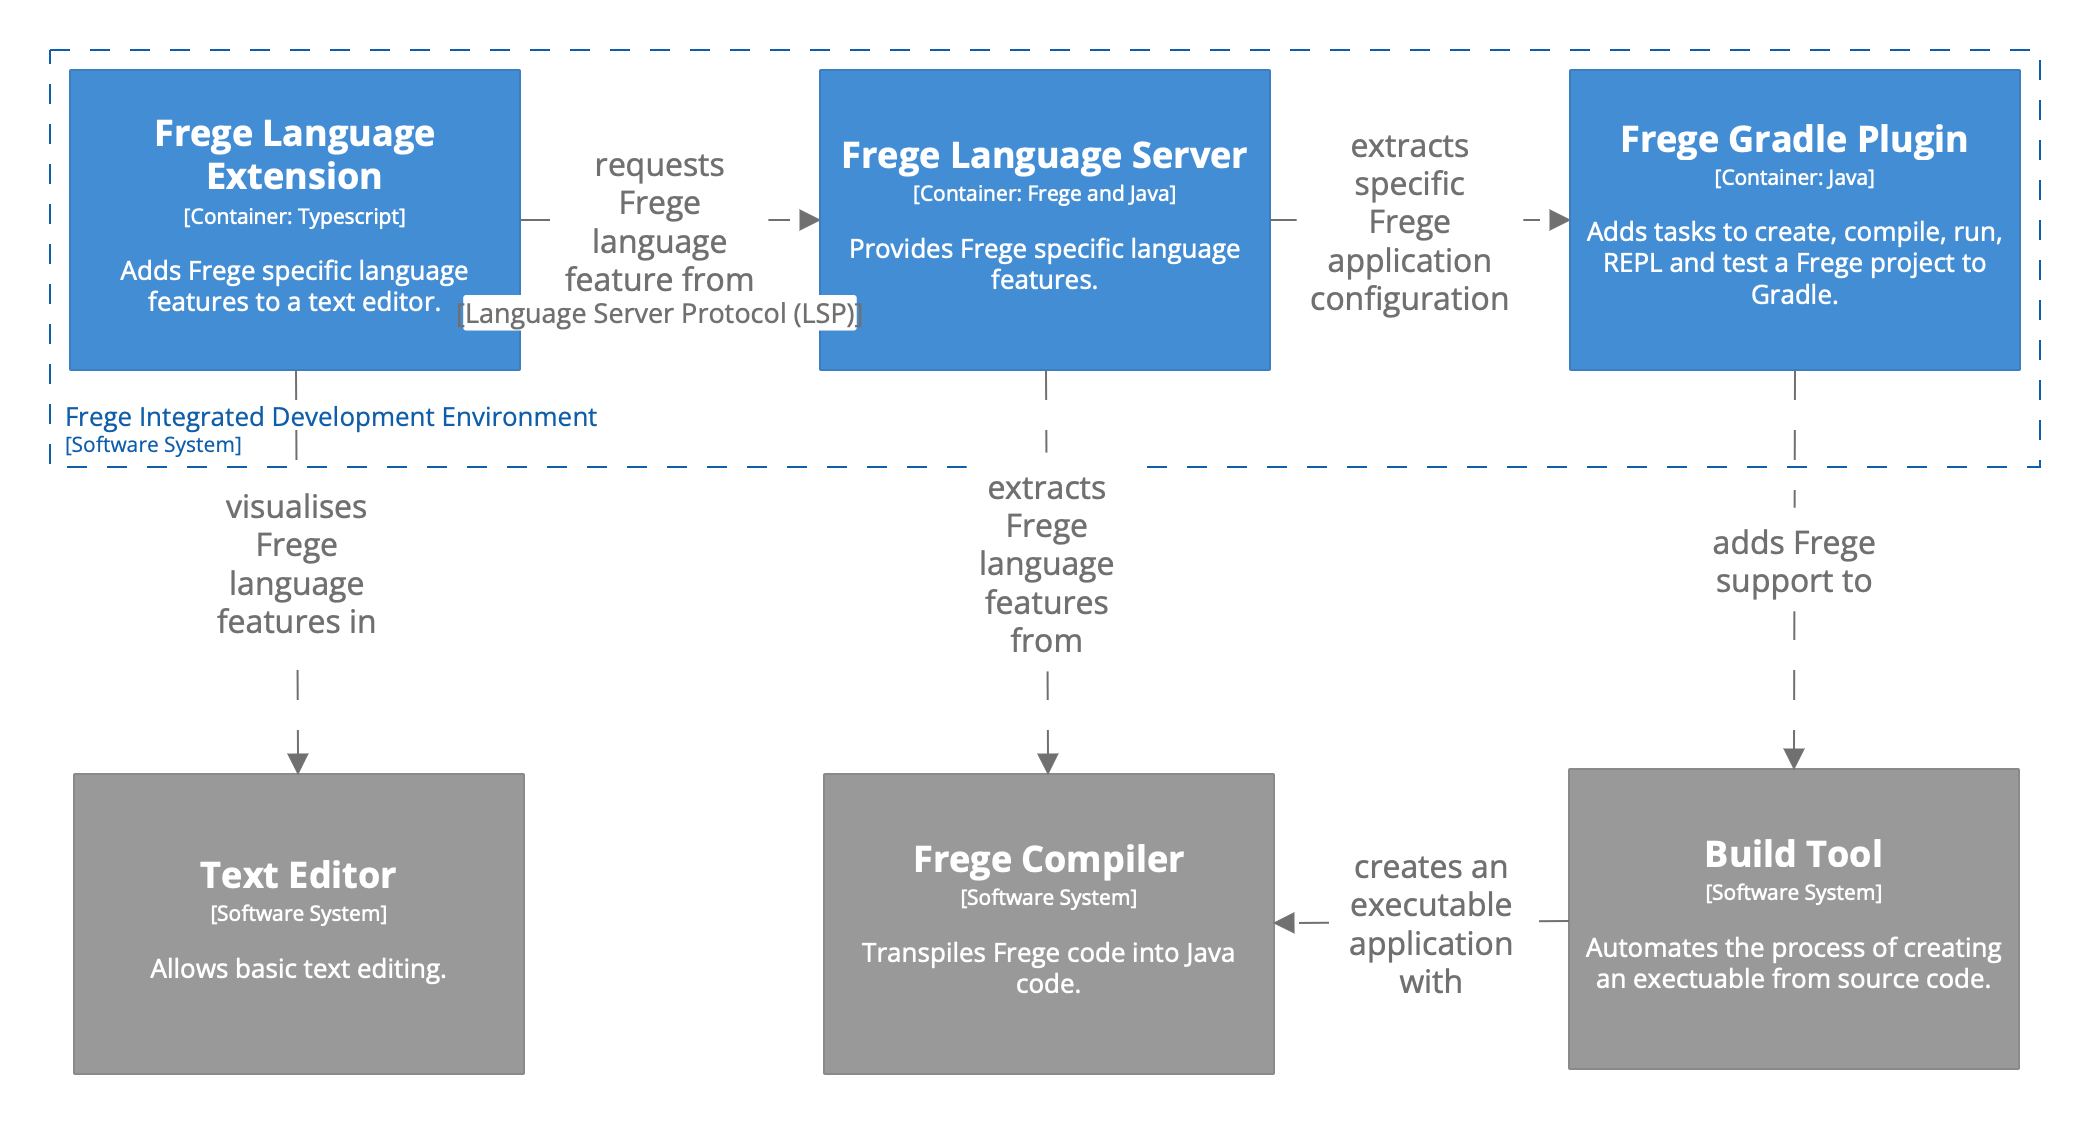 Frege Language
Extension
[Container: Typescript]
Adds Frege specific language
features to a text editor.
requests
Frege
language
feature from
[Language Server Protocol (LSP)]
Frege Language Server
[Container: Frege and Java]
Provides Frege specific language
features.
extracts
specific
Frege
application
configuration
Frege Gradle Plugin
[Container: Java]
Adds tasks to create, compile, run,
REPL and test a Frege project to
Gradle.
Frege Integrated Development Environment
[Software System]
visualises
Frege
language
features in
extracts
Frege
language
features
from
adds Frege
support to
Text Editor
[Software System]
Allows basic text editing.
Frege Compiler
[Software System]
Transpiles Frege code into Java
code.
creates an
executable
application
with
Build Tool
[Software System]
Automates the process of creating
an exectuable from source code.